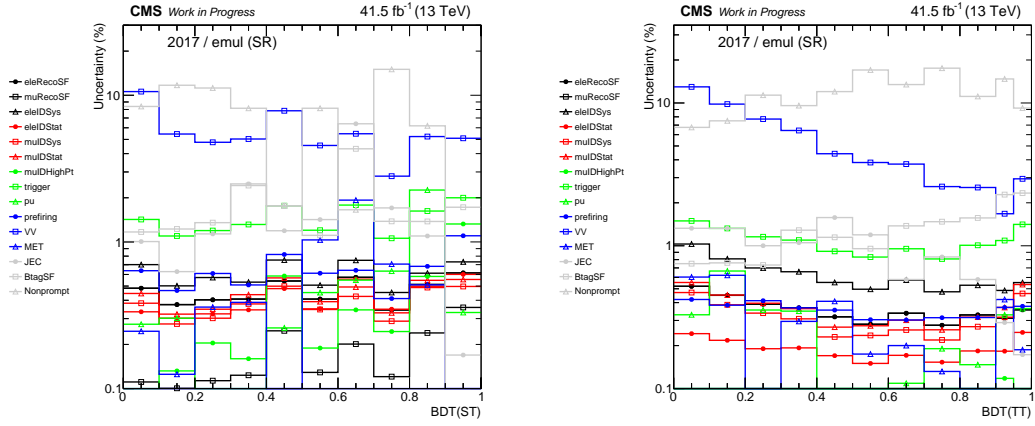 CMS Work in Progress 41.5 fb⁻¹ (13 TeV)
2017 / emul (SR)
Uncertainty (%)
10
1
0.1
eleRecoSF
muRecoSF
eleIDSys
eleIDStat
muIDSys
muIDStat
muIDHighPt
trigger
pu
prefiring
VV
MET
JEC
BtagSF
Nonprompt
0 0.2 0.4 0.6 0.8 1
BDT(ST)
CMS Work in Progress 41.5 fb⁻¹ (13 TeV)
2017 / emul (SR)
Uncertainty (%)
10
1
0.1
eleRecoSF
muRecoSF
eleIDSys
eleIDStat
muIDSys
muIDStat
muIDHighPt
trigger
pu
prefiring
VV
MET
JEC
BtagSF
Nonprompt
0 0.2 0.4 0.6 0.8 1
BDT(TT)